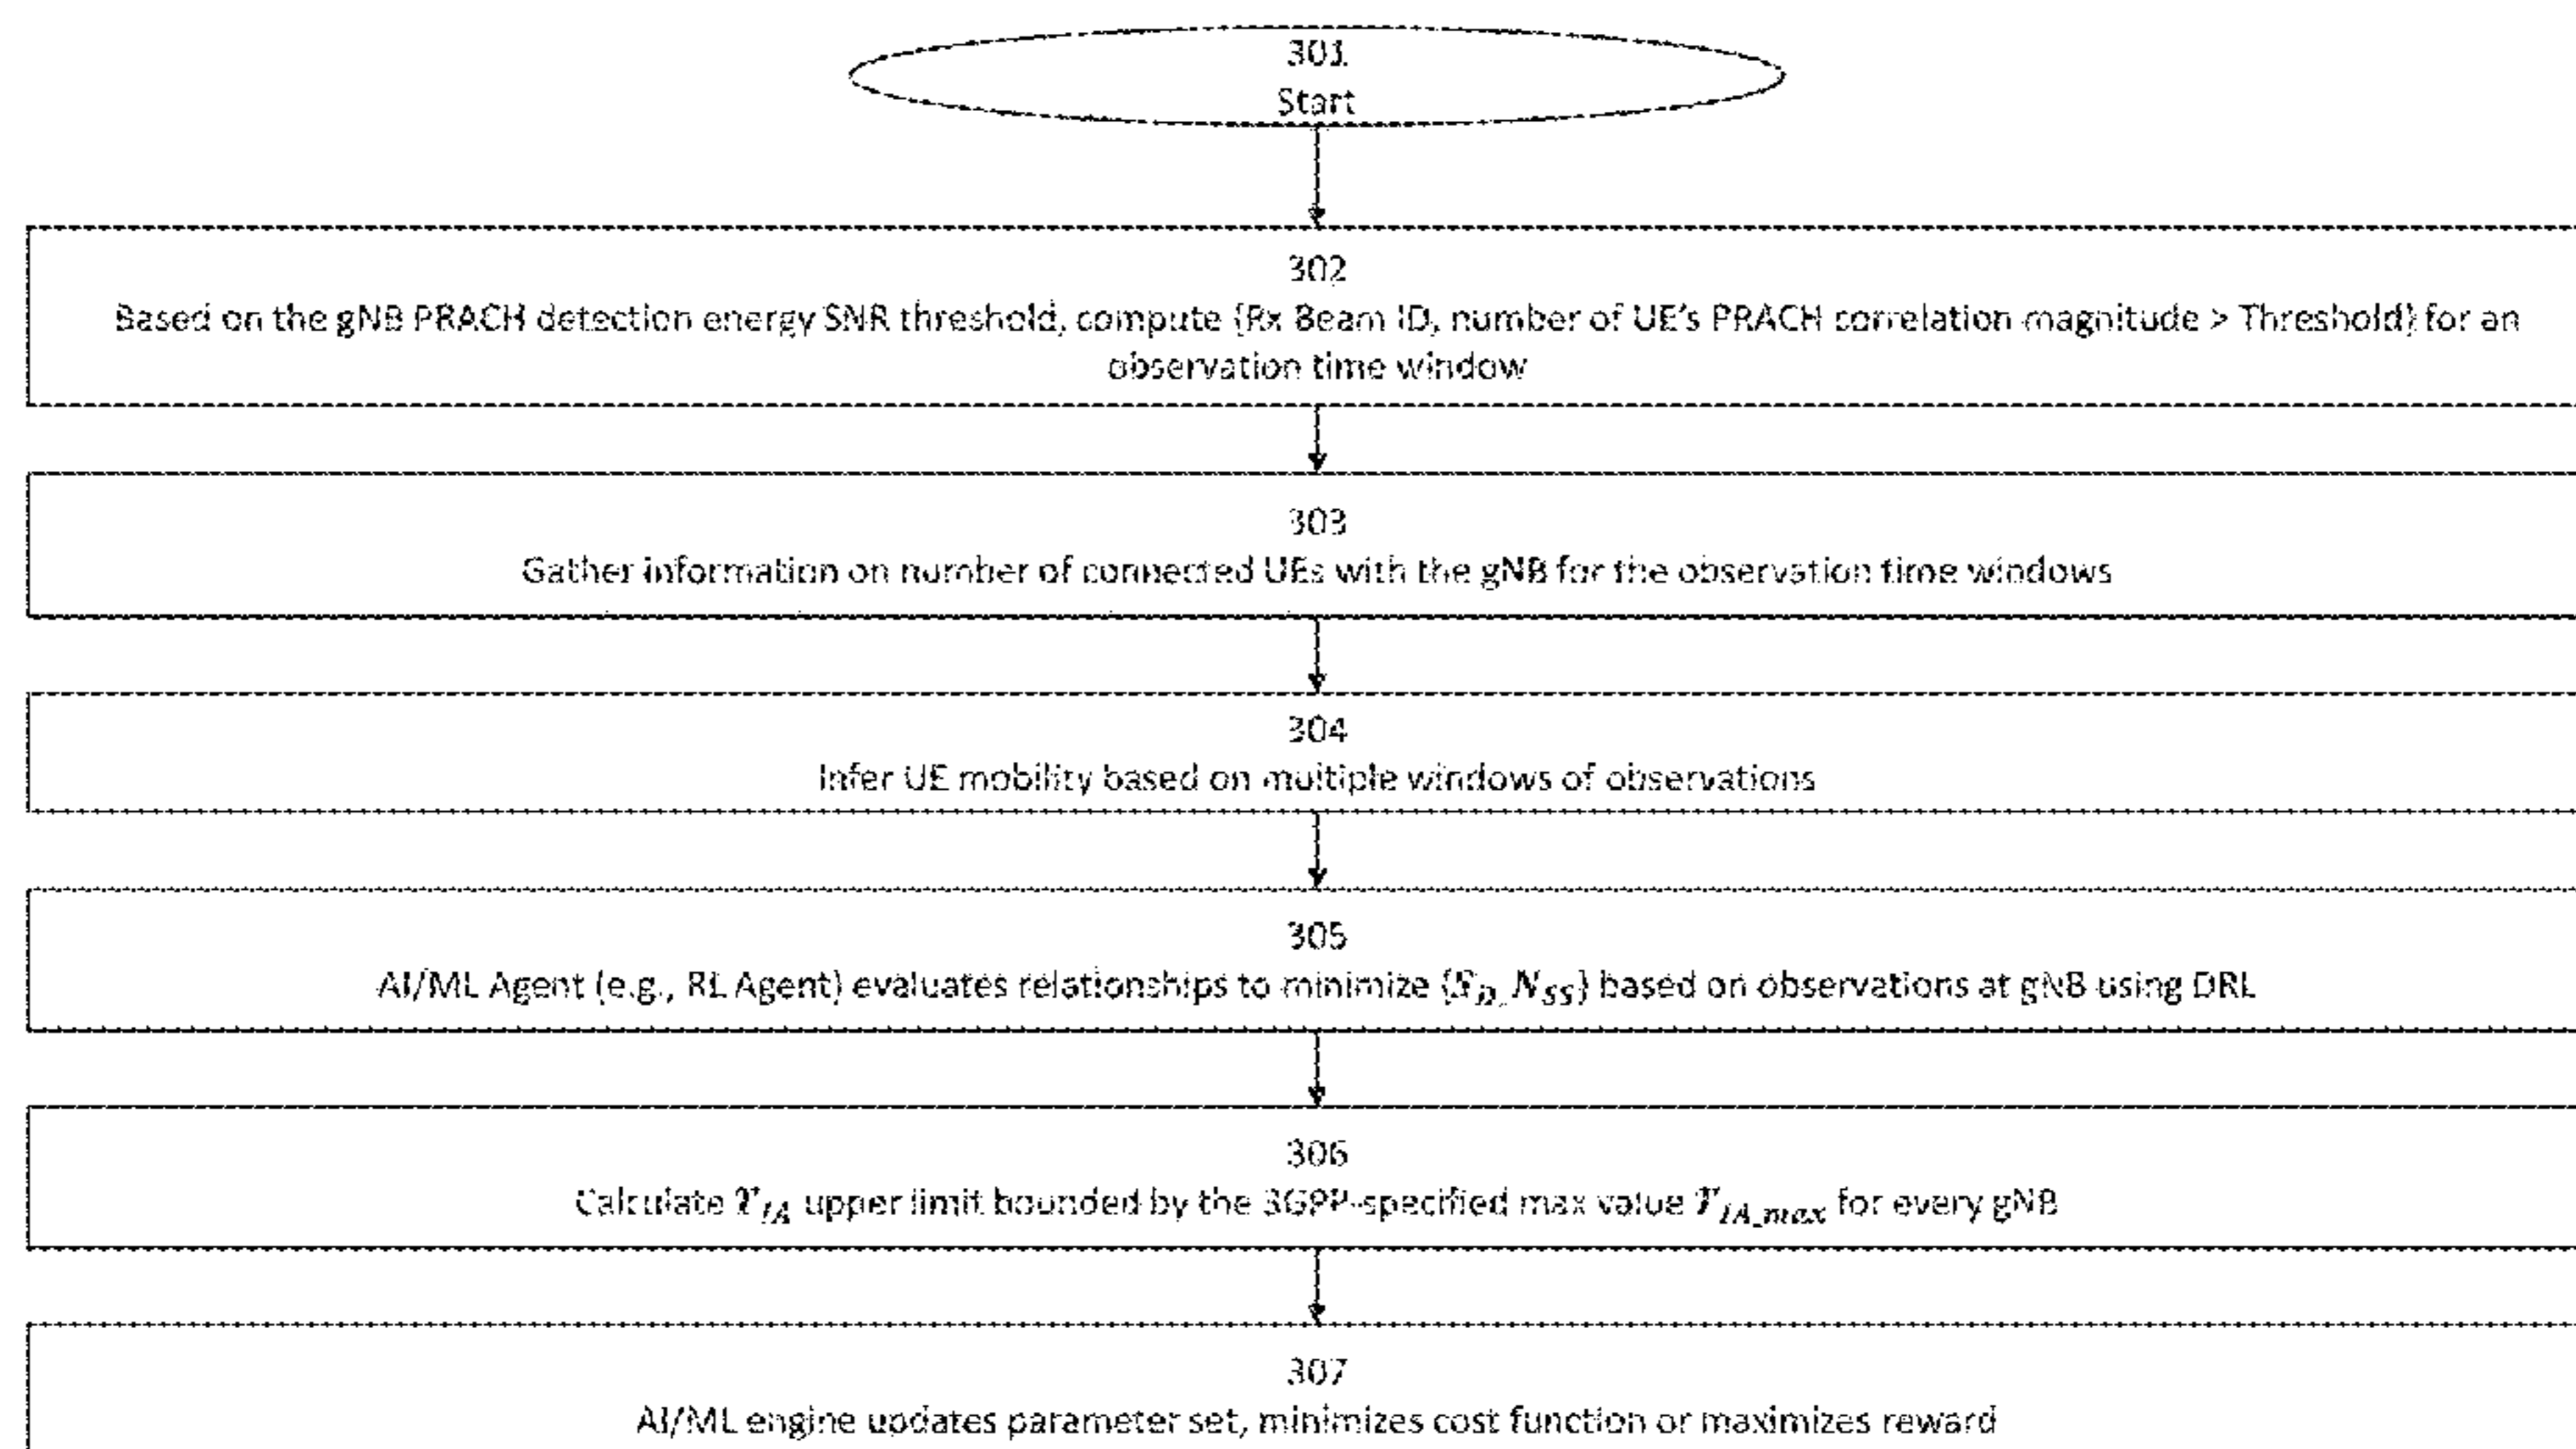 301
Start
302
Based on the gNB PRACH detection energy SNR threshold, compute {Rx Beam ID, number of UE's PRACH correlation magnitude > Threshold} for an
observation time window
303
Gather information on number of connected UEs with the gNB for the observation time windows
304
Infer UE mobility based on multiple windows of observations
305
AI/ML Agent (e.g., RL Agent) evaluates relationships to minimize {S_D, N_SS} based on observations at gNB using DRL
306
Calculate T_IA upper limit bounded by the 3GPP-specified max value T_IA_max for every gNB
307
AI/ML engine updates parameter set, minimizes cost function or maximizes reward